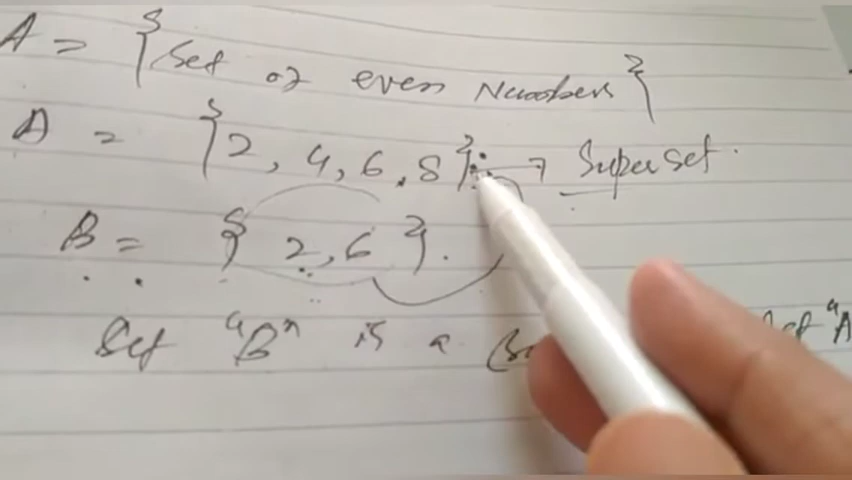 A = {Set of even Numbers}
A = {2, 4, 6, 8} → Superset.
B = {2, 6}.
Set "B" is a "A